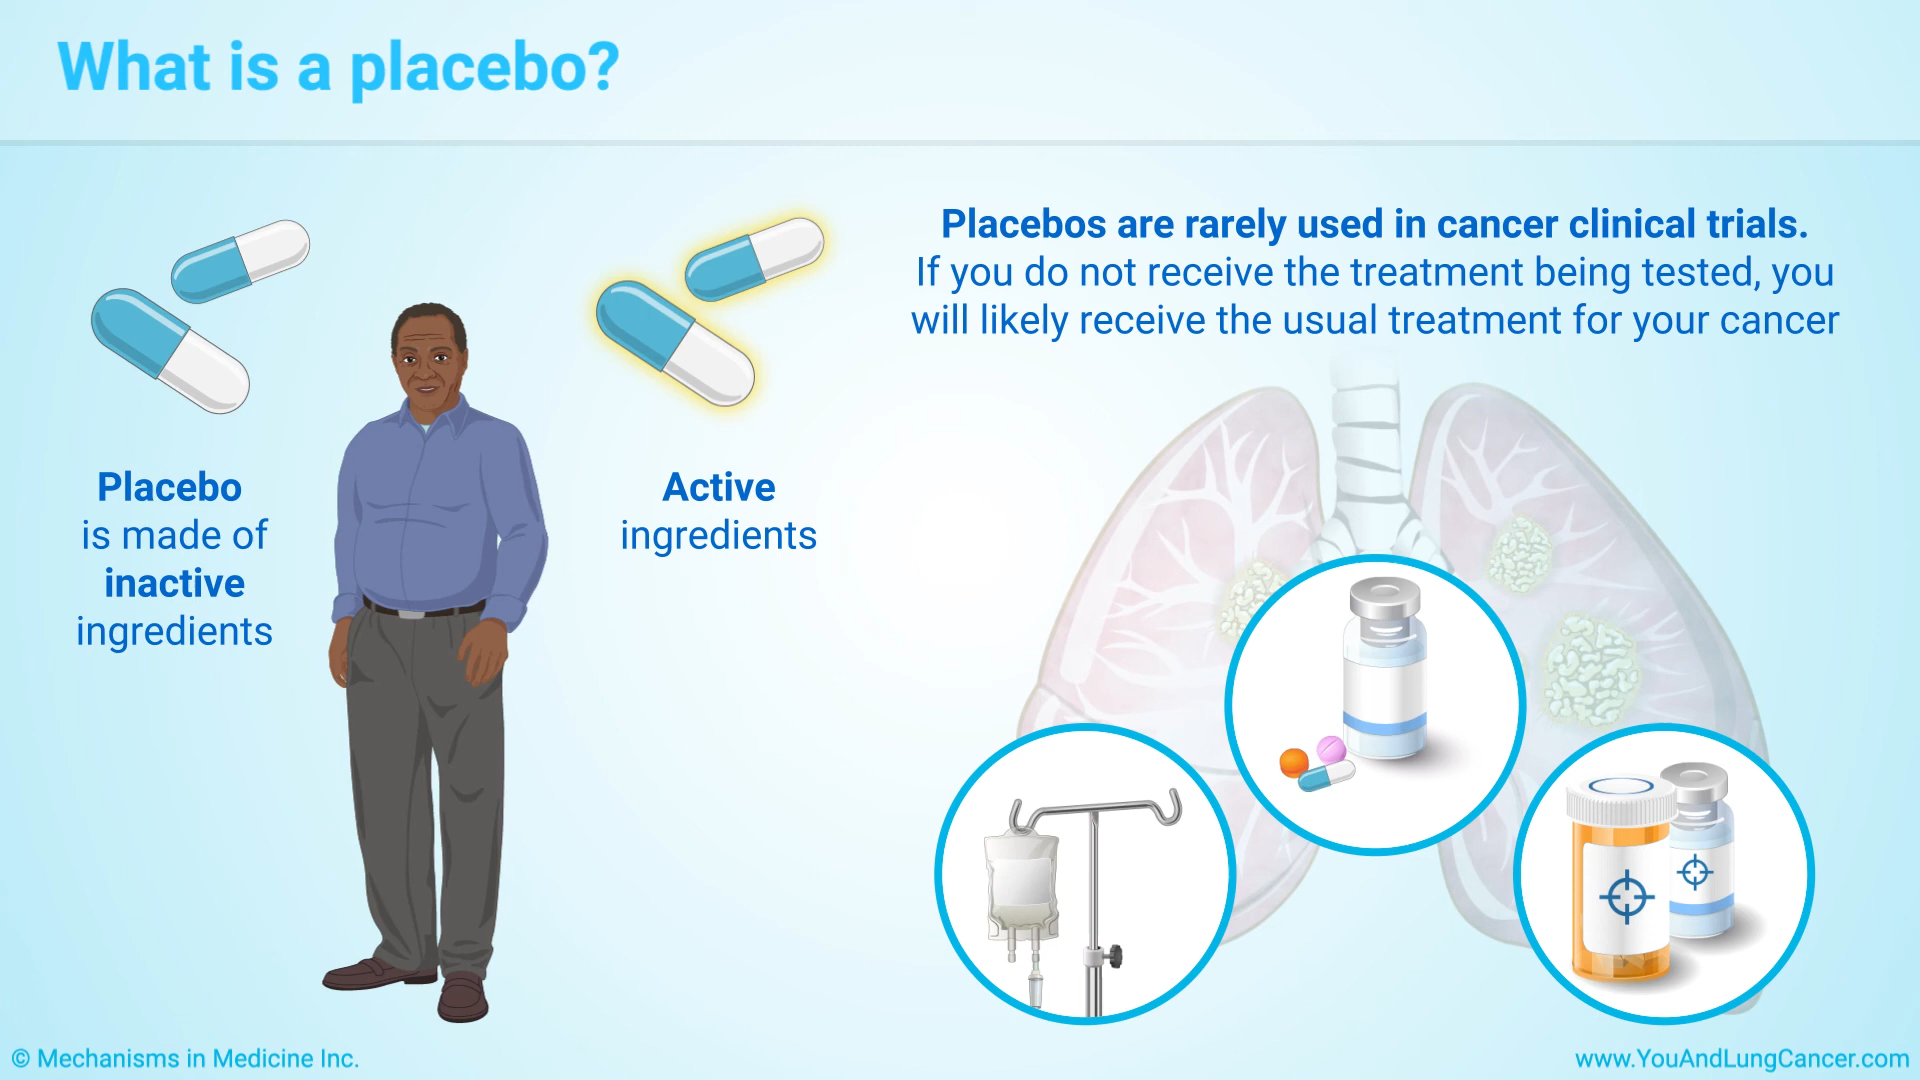 What is a placebo?
Placebo
is made of
inactive
ingredients
Active
ingredients
Placebos are rarely used in cancer clinical trials.
If you do not receive the treatment being tested, you
will likely receive the usual treatment for your cancer
© Mechanisms in Medicine Inc.
www.YouAndLungCancer.com